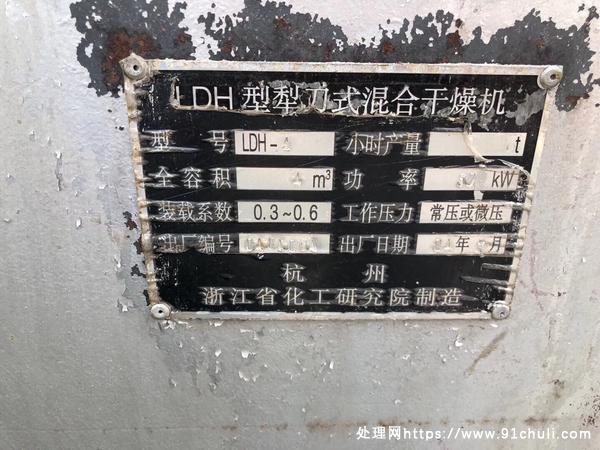 LDH型犁刀式混合干燥机
型号 LDH-4 小时产量 t
全容积 4 m³ 功率 kW
装载系数 0.3~0.6 工作压力 常压或微压
出厂编号 出厂日期 年 月
杭州
浙江省化工研究院制造
处理网https://www.91chuli.com